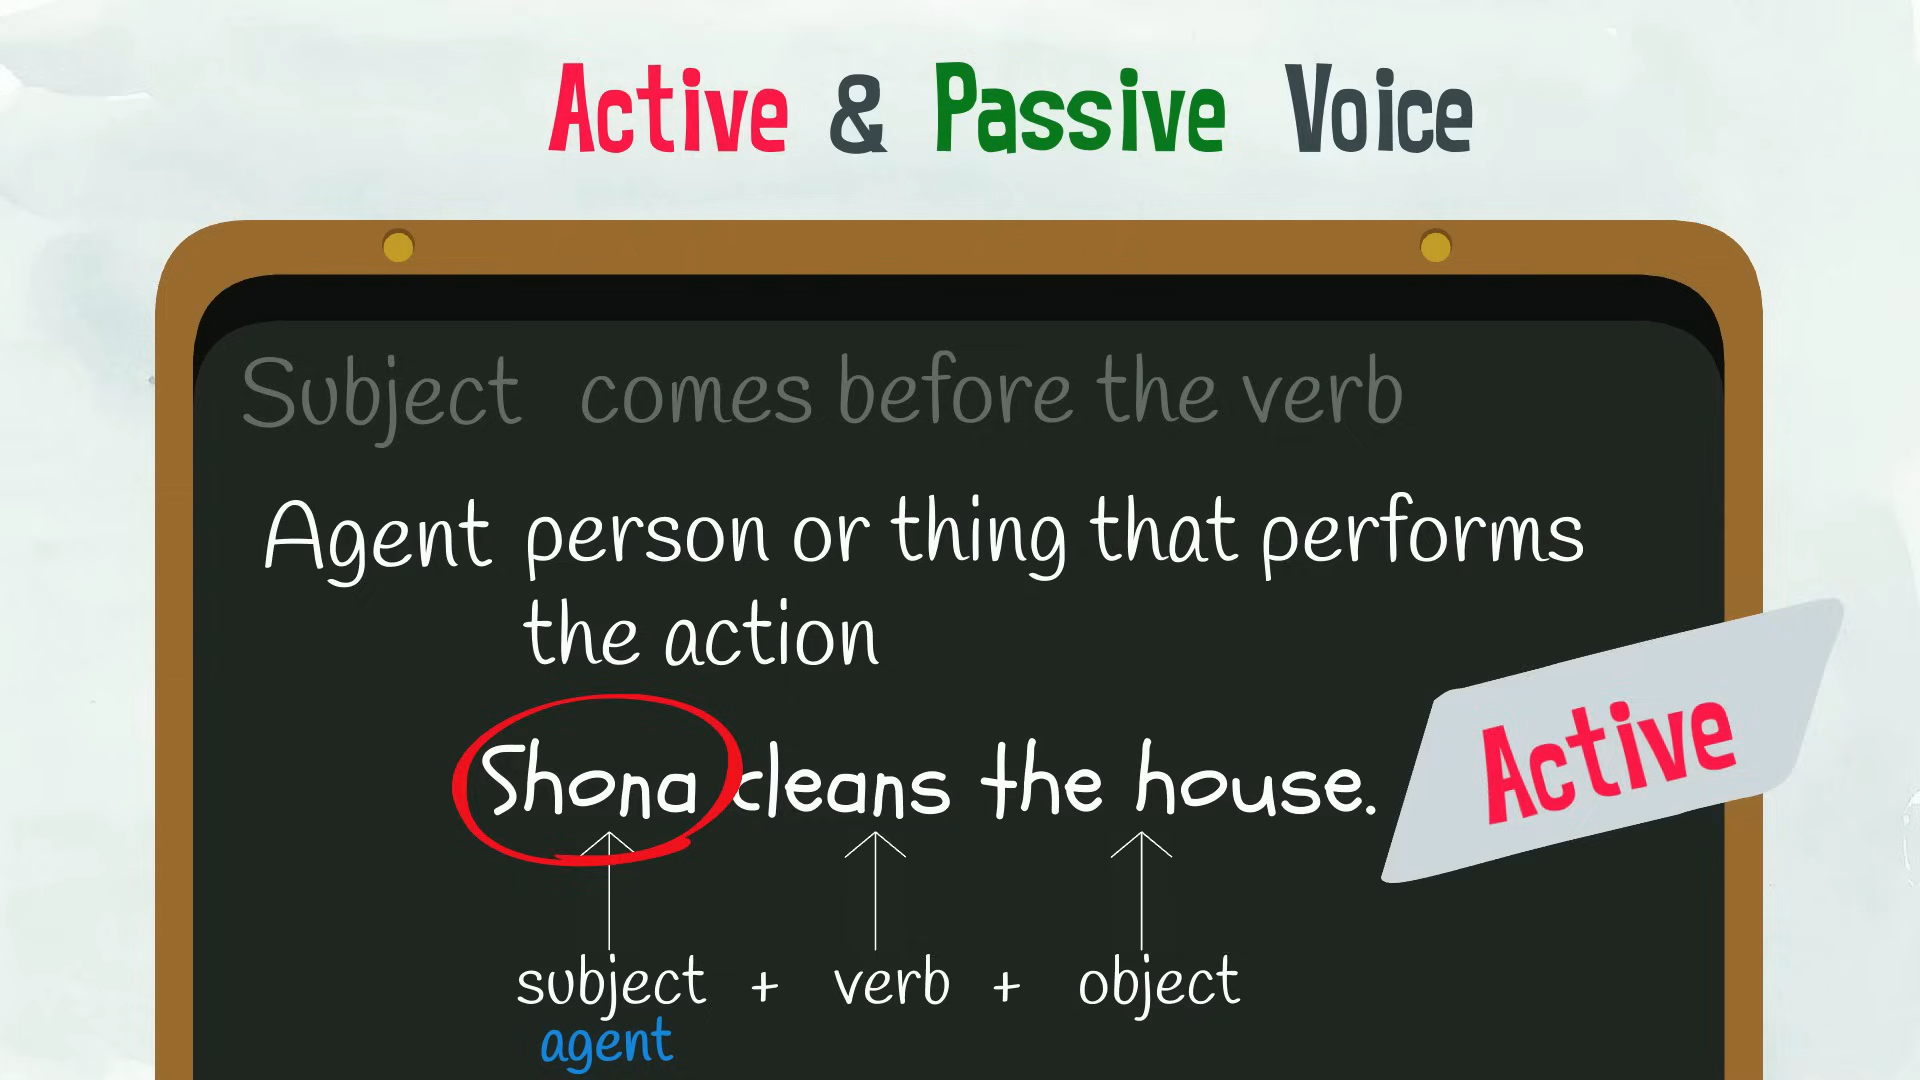 Active & Passive Voice
Subject comes before the verb
Agent person or thing that performs
the action
Shona cleans the house.
Active
subject + verb + object
agent